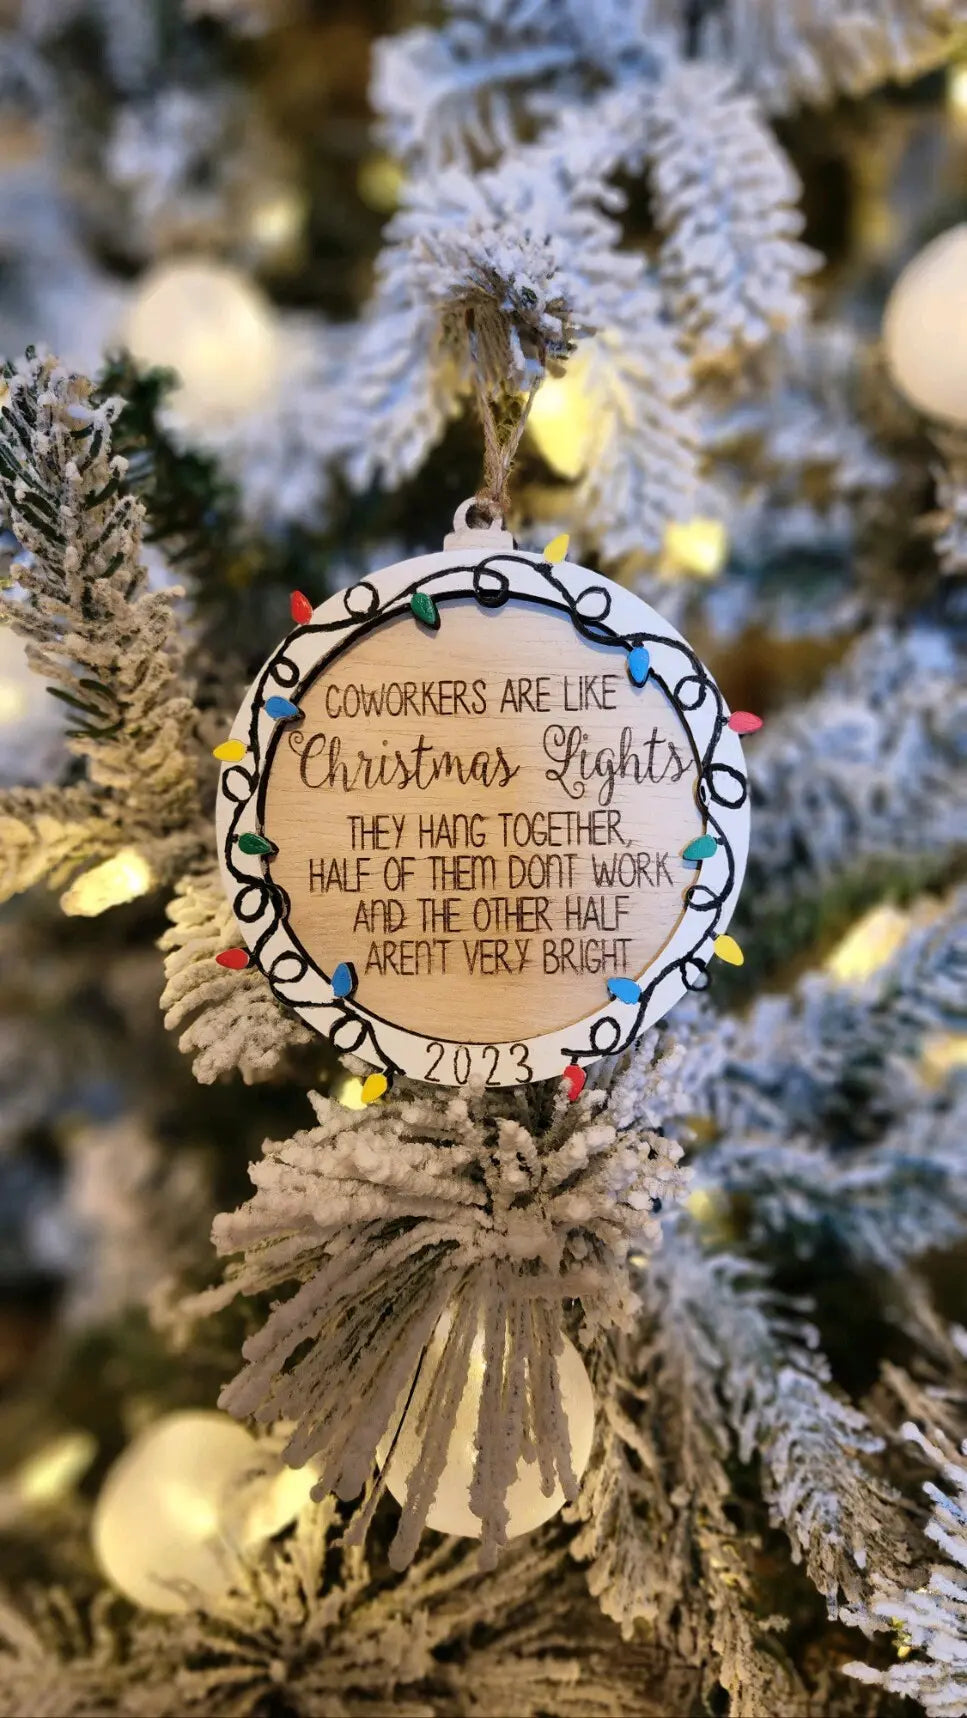 COWORKERS ARE LIKE
Christmas Lights
THEY HANG TOGETHER,
HALF OF THEM DONT WORK
AND THE OTHER HALF
AREN'T VERY BRIGHT
2023